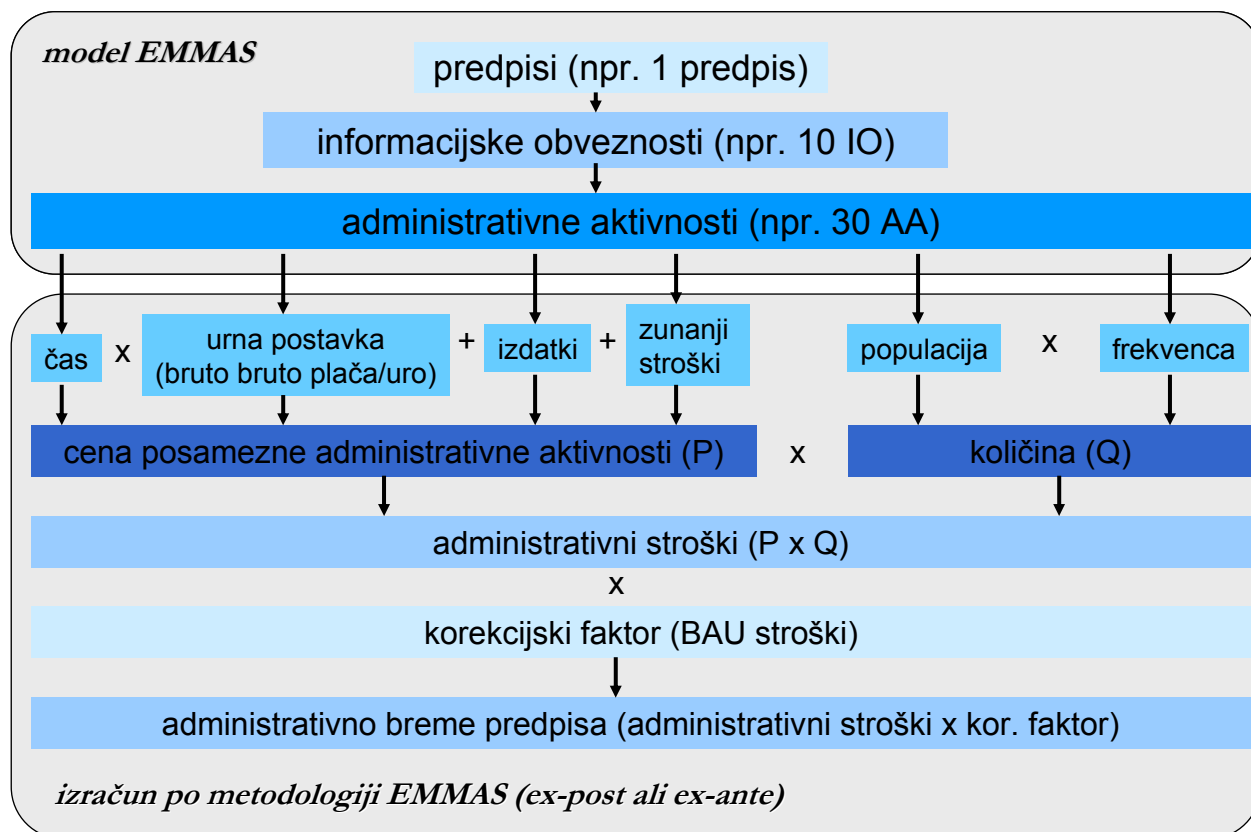 model EMMAS
predpisi (npr. 1 predpis)
informacijske obveznosti (npr. 10 IO)
administrativne aktivnosti (npr. 30 AA)
čas
x
urna postavka
(bruto bruto plača/uro)
+
izdatki
+
zunanji
stroški
populacija
x
frekvenca
cena posamezne administrativne aktivnosti (P)
x
količina (Q)
administrativni stroški (P x Q)
x
korekcijski faktor (BAU stroški)
administrativno breme predpisa (administrativni stroški x kor. faktor)
izračun po metodologiji EMMAS (ex-post ali ex-ante)